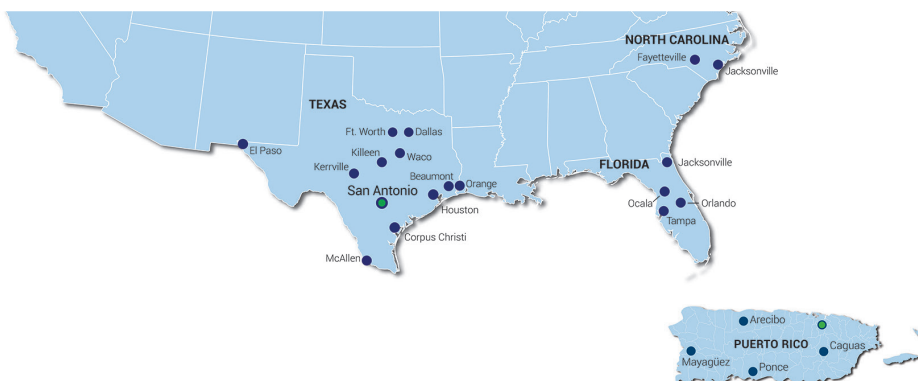 NORTH CAROLINA
Fayetteville
Jacksonville
TEXAS
Ft. Worth
Dallas
El Paso
Killeen
Waco
Kerrville
Beaumont
Orange
San Antonio
Houston
Corpus Christi
McAllen
FLORIDA
Jacksonville
Ocala
Orlando
Tampa
Arecibo
PUERTO RICO
Caguas
Mayagüez
Ponce